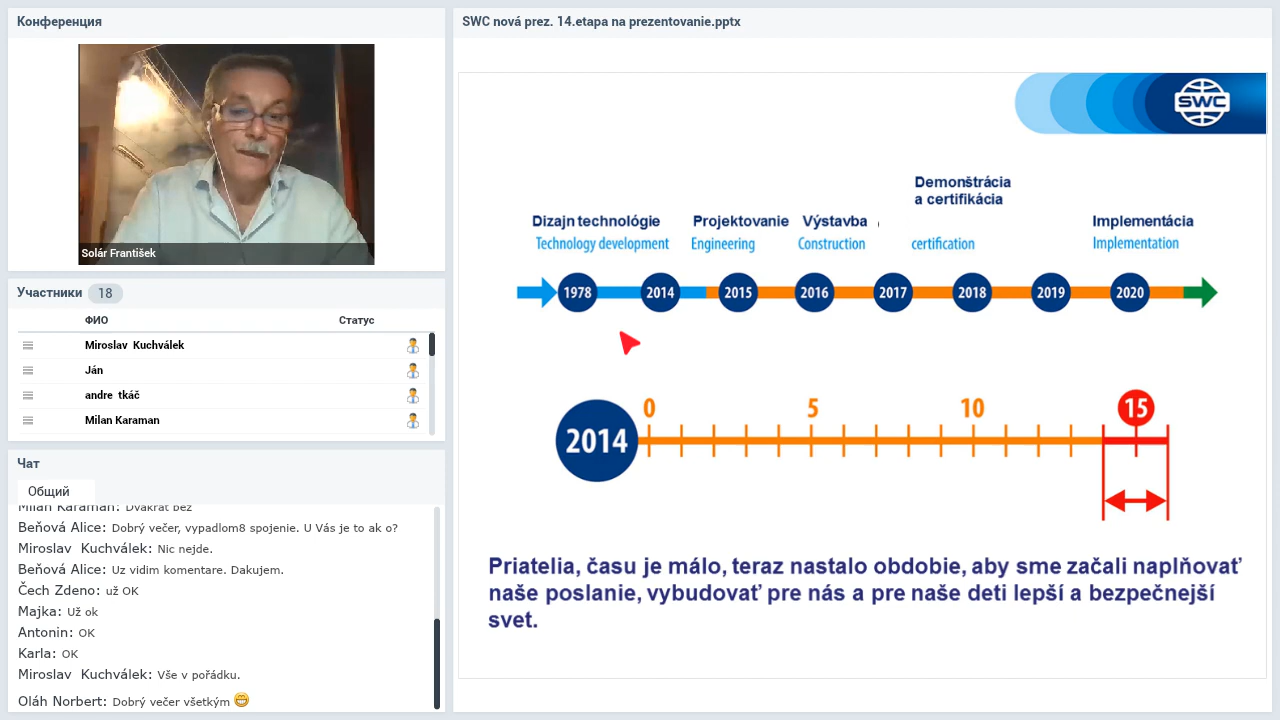 Конференция
Solár František
Участники 18
ФИО Статус
Miroslav Kuchválek
Ján
andre tkáč
Milan Karaman
Чат
Общий
Milan Karaman: Dvakrát bez
Beňová Alice: Dobrý večer, vypadlom8 spojenie. U Vás je to ak o?
Miroslav Kuchválek: Nic nejde.
Beňová Alice: Uz vidim komentare. Dakujem.
Čech Zdeno: už OK
Majka: Už ok
Antonin: OK
Karla: OK
Miroslav Kuchválek: Vše v pořádku.
Oláh Norbert: Dobrý večer všetkým
SWC nová prez. 14.etapa na prezentovanie.pptx
SWC
Demonštrácia
a certifikácia
Dizajn technológie Projektovanie Výstavba , Implementácia
Technology development Engineering Construction certification Implementation
1978 2014 2015 2016 2017 2018 2019 2020
0 5 10 15
2014
Priatelia, času je málo, teraz nastalo obdobie, aby sme začali naplňovať
naše poslanie, vybudovať pre nás a pre naše deti lepší a bezpečnejší
svet.